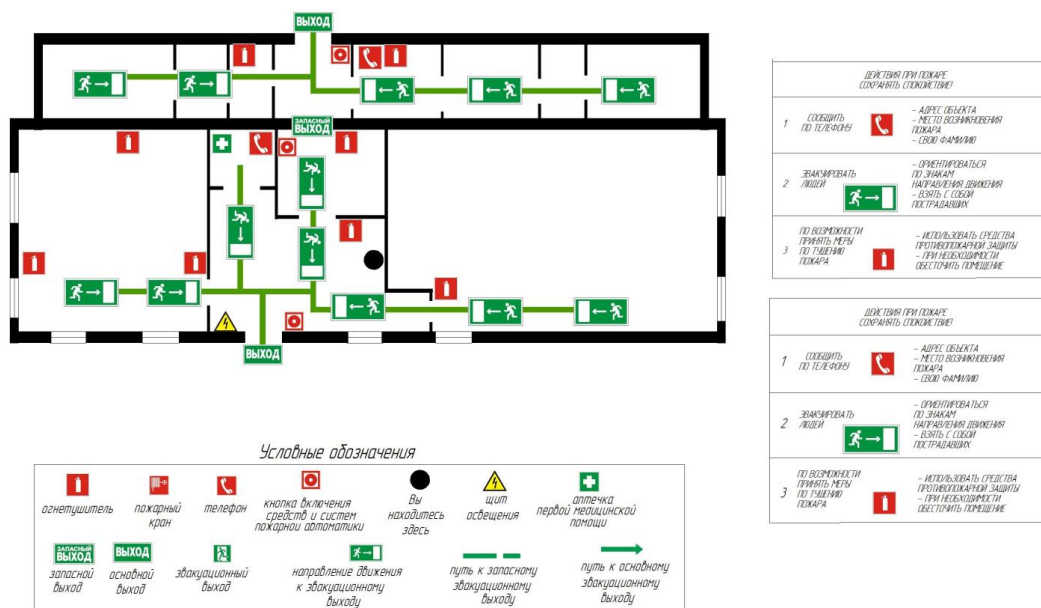 ВЫХОД
ЗАПАСНЫЙ
ВЫХОД
ВЫХОД
ДЕЙСТВИЯ ПРИ ПОЖАРЕ
СОХРАНЯТЬ СПОКОЙСТВИЕ!
1 СООБЩИТЬ
ПО ТЕЛЕФОНУ
- АДРЕС ОБЪЕКТА
- МЕСТО ВОЗНИКНОВЕНИЯ
ПОЖАРА
- СВОЮ ФАМИЛИЮ
2 ЭВАКУИРОВАТЬ
ЛЮДЕЙ
- ОРИЕНТИРОВАТЬСЯ
ПО ЗНАКАМ
НАПРАВЛЕНИЯ ДВИЖЕНИЯ
- ВЗЯТЬ С СОБОЙ
ПОСТРАДАВШИХ
3 ПО ВОЗМОЖНОСТИ
ПРИНЯТЬ МЕРЫ
ПО ТУШЕНИЮ
ПОЖАРА
- ИСПОЛЬЗОВАТЬ СРЕДСТВА
ПРОТИВОПОЖАРНОЙ ЗАЩИТЫ
- ПРИ НЕОБХОДИМОСТИ
ОБЕСТОЧИТЬ ПОМЕЩЕНИЕ
ДЕЙСТВИЯ ПРИ ПОЖАРЕ
СОХРАНЯТЬ СПОКОЙСТВИЕ!
1 СООБЩИТЬ
ПО ТЕЛЕФОНУ
- АДРЕС ОБЪЕКТА
- МЕСТО ВОЗНИКНОВЕНИЯ
ПОЖАРА
- СВОЮ ФАМИЛИЮ
2 ЭВАКУИРОВАТЬ
ЛЮДЕЙ
- ОРИЕНТИРОВАТЬСЯ
ПО ЗНАКАМ
НАПРАВЛЕНИЯ ДВИЖЕНИЯ
- ВЗЯТЬ С СОБОЙ
ПОСТРАДАВШИХ
3 ПО ВОЗМОЖНОСТИ
ПРИНЯТЬ МЕРЫ
ПО ТУШЕНИЮ
ПОЖАРА
- ИСПОЛЬЗОВАТЬ СРЕДСТВА
ПРОТИВОПОЖАРНОЙ ЗАЩИТЫ
- ПРИ НЕОБХОДИМОСТИ
ОБЕСТОЧИТЬ ПОМЕЩЕНИЕ
Условные обозначения
огнетушитель
пожарный
кран
телефон
кнопка включения
средств и систем
пожарной автоматики
Вы
находитесь
здесь
щит
освещения
аптечка
первой медицинской
помощи
ЗАПАСНЫЙ
ВЫХОД
запасной
выход
ВЫХОД
основной
выход
эвакуационный
выход
направление движения
к эвакуационному
выходу
путь к запасному
эвакуационному
выходу
путь к основному
эвакуационному
выходу